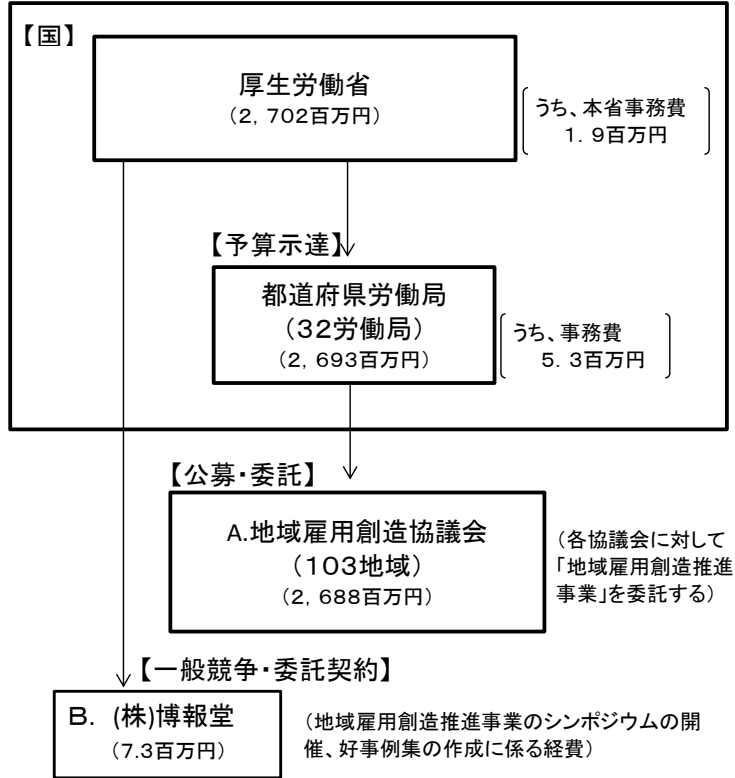 【国】
厚生労働省
(2,702百万円)
うち、本省事務費
1.9百万円
【予算示達】
都道府県労働局
(32労働局)
(2,693百万円)
うち、事務費
5.3百万円
【公募・委託】
A.地域雇用創造協議会
(103地域)
(2,688百万円)
(各協議会に対して
「地域雇用創造推進
事業」を委託する)
【一般競争・委託契約】
B. (株)博報堂
(7.3百万円)
(地域雇用創造推進事業のシンポジウムの開
催、好事例集の作成に係る経費)